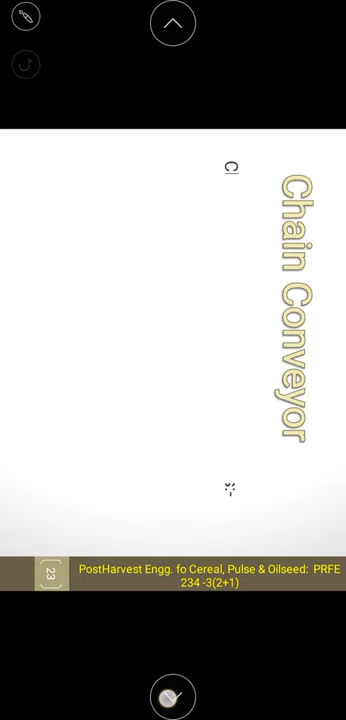 Chain Conveyor
C
PostHarvest Engg. fo Cereal, Pulse & Oilseed:  PRFE
234 -3(2+1)
23